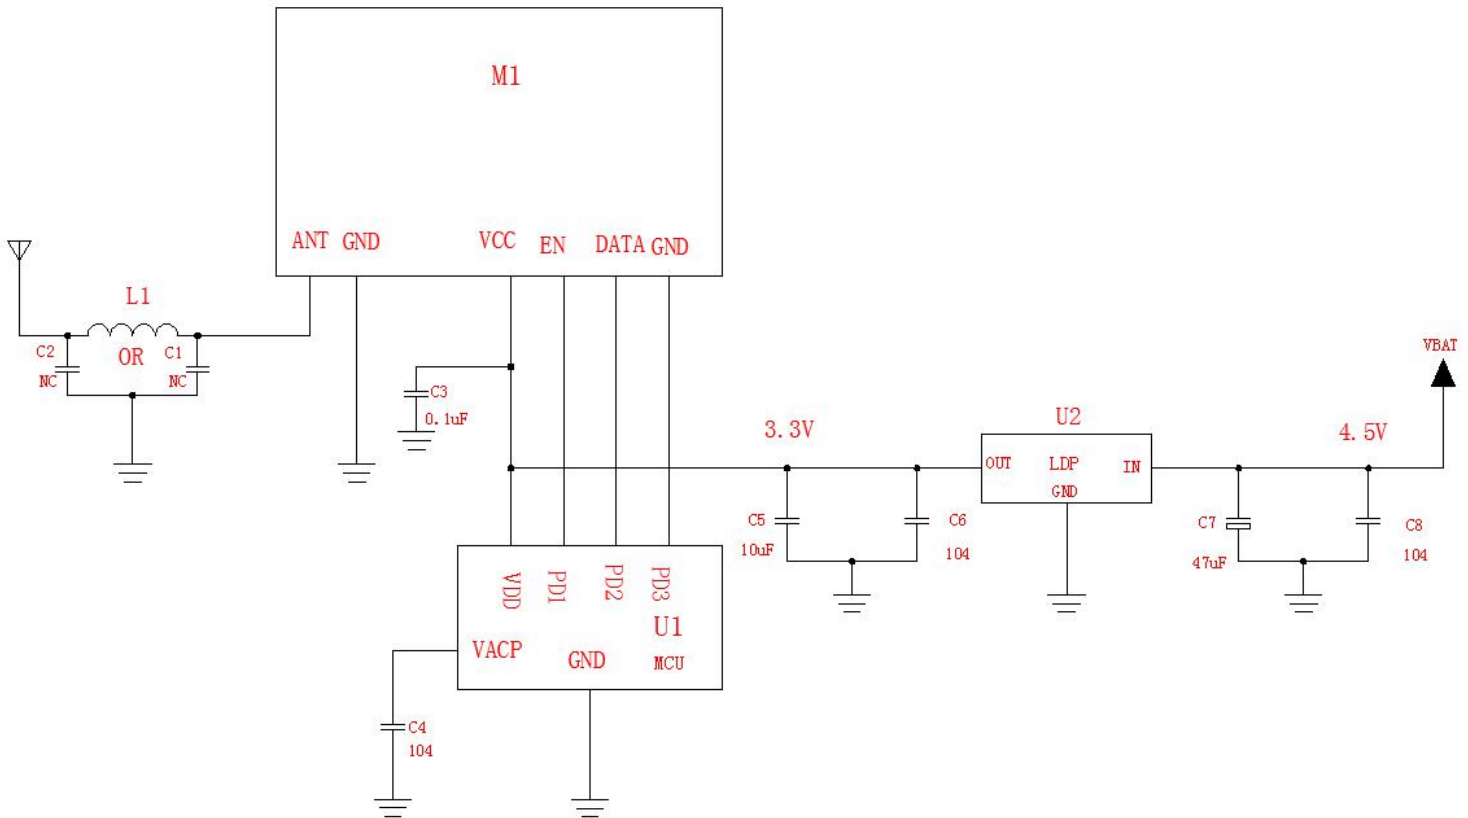 M1
ANT GND VCC EN DATA GND
L1
C2 OR C1
NC NC
C3
0.1uF
VBAT
3.3V U2 4.5V
OUT LDP IN
GND
C5 C6 C7 C8
10uF 104 47uF 104
VDD PD1 PD2 PD3
U1
VACP GND MCU
C4
104